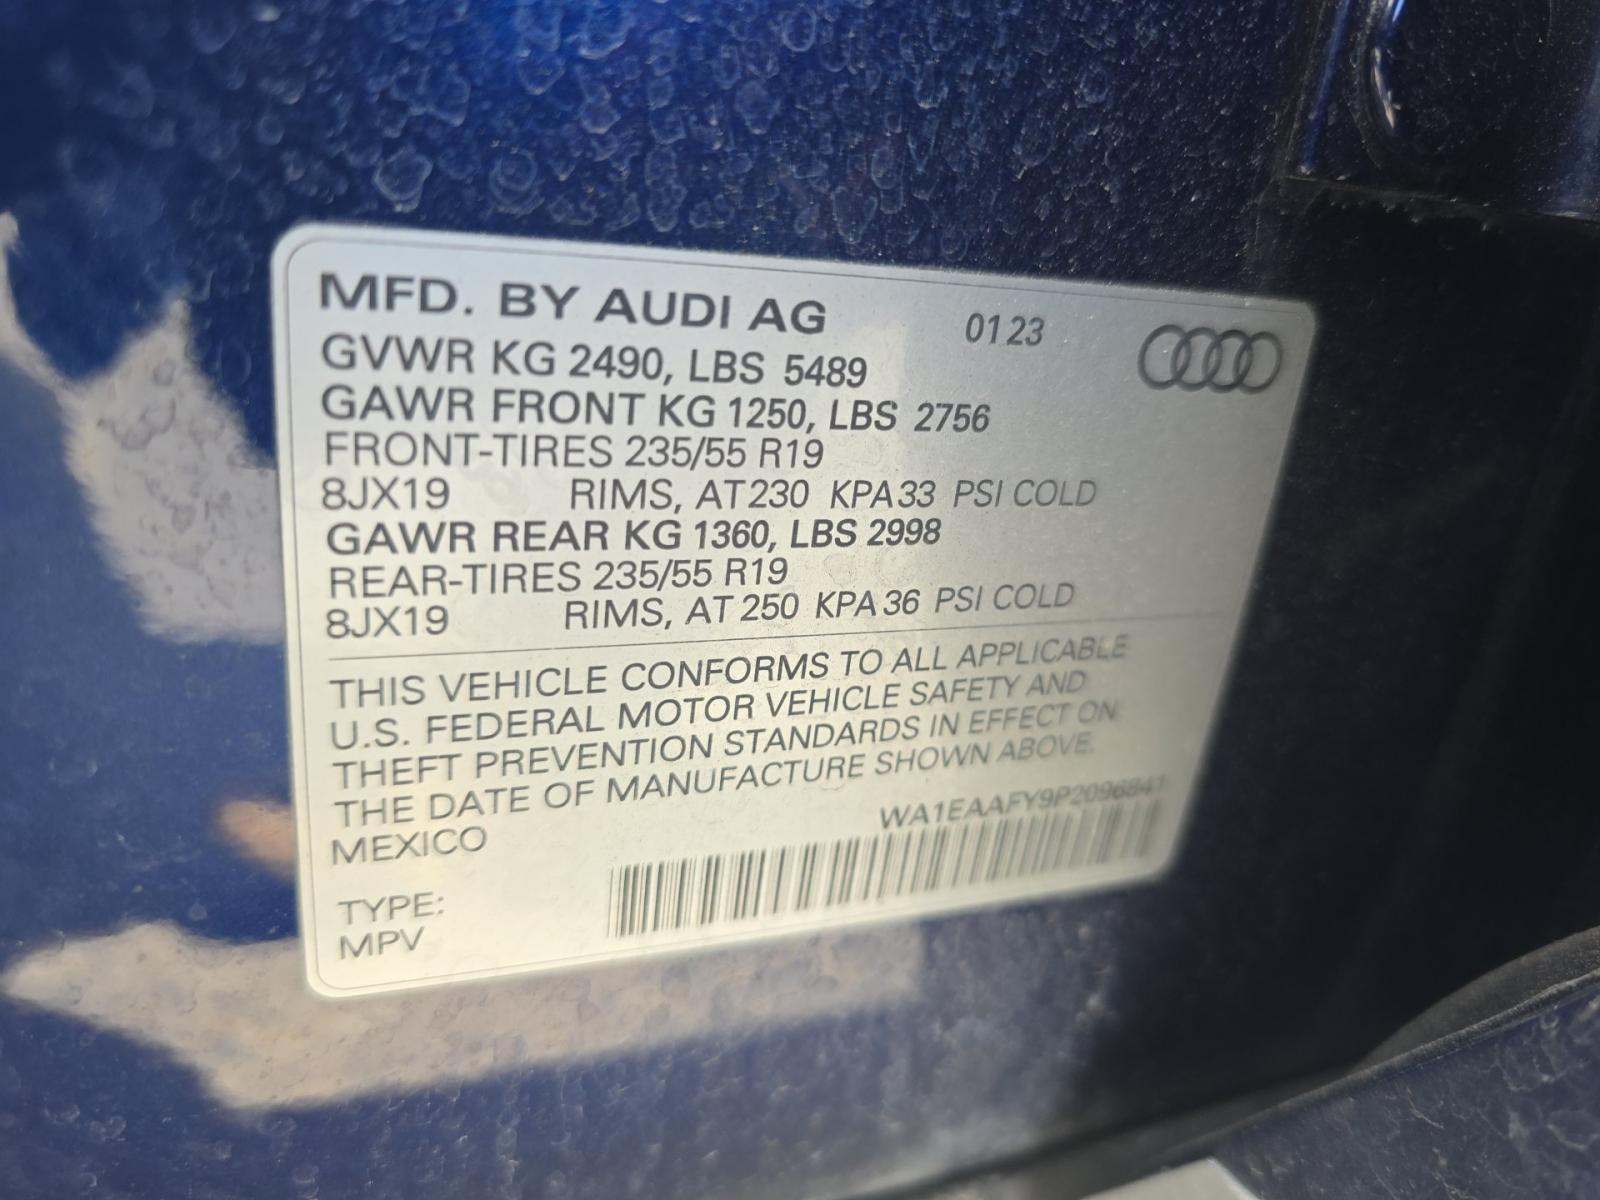 MFD. BY AUDI AG 0123
GVWR KG 2490, LBS 5489
GAWR FRONT KG 1250, LBS 2756
FRONT-TIRES 235/55 R19
8JX19 RIMS, AT 230 KPA 33 PSI COLD
GAWR REAR KG 1360, LBS 2998
REAR-TIRES 235/55 R19
8JX19 RIMS, AT 250 KPA 36 PSI COLD
THIS VEHICLE CONFORMS TO ALL APPLICABLE
U.S. FEDERAL MOTOR VEHICLE SAFETY AND
THEFT PREVENTION STANDARDS IN EFFECT ON
THE DATE OF MANUFACTURE SHOWN ABOVE.
MEXICO
WA1EAAFY9P2096841
TYPE:
MPV